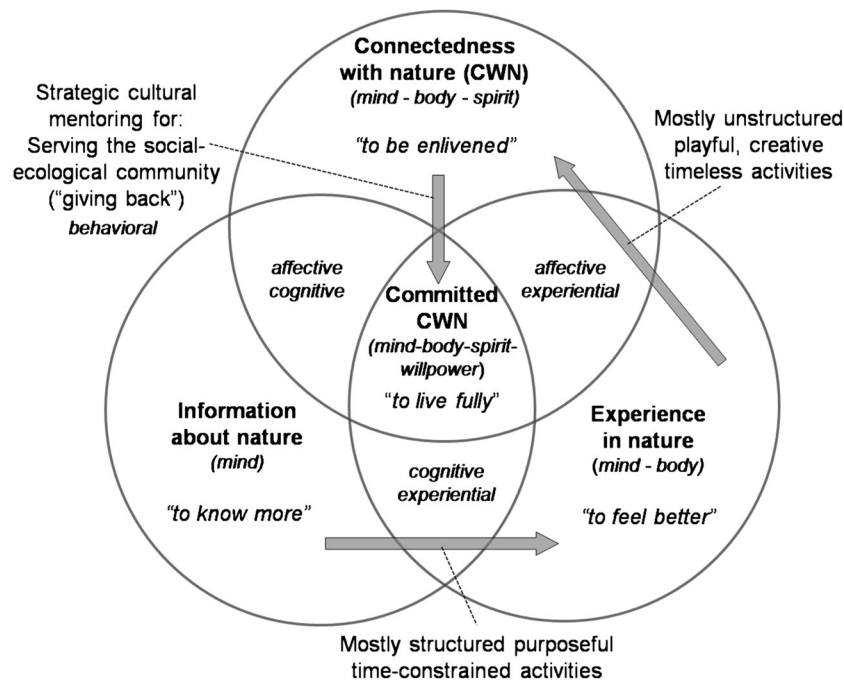 Connectedness
with nature (CWN)
(mind - body - spirit)
“to be enlivened”
Strategic cultural
mentoring for:
Serving the social-
ecological community
(“giving back”)
behavioral
Mostly unstructured
playful, creative
timeless activities
affective
cognitive
affective
experiential
Committed
CWN
(mind-body-spirit-
willpower)
“to live fully”
Information
about nature
(mind)
“to know more”
Experience
in nature
(mind - body)
“to feel better”
cognitive
experiential
Mostly structured purposeful
time-constrained activities